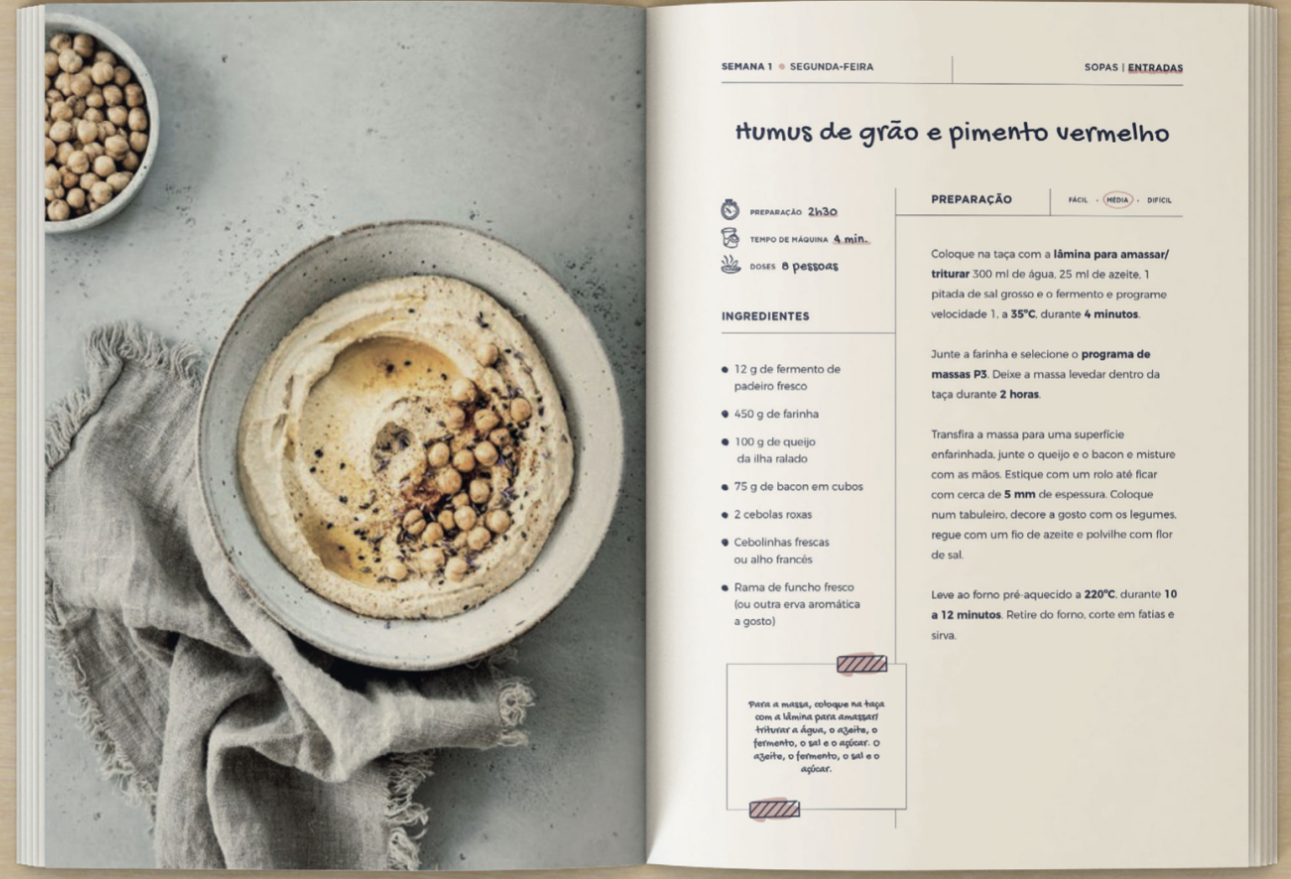 SEMANA 1 • SEGUNDA-FEIRA
SOPAS | ENTRADAS
Humus de grão e pimento vermelho
PREPARAÇÃO 2h30
TEMPO DE MÁQUINA 4 min.
DOSES 8 pessoas
INGREDIENTES
• 12 g de fermento de
padeiro fresco
• 450 g de farinha
• 100 g de queijo
da ilha ralado
• 75 g de bacon em cubos
• 2 cebolas roxas
• Cebolinhas frescas
ou alho francês
• Rama de funcho fresco
(ou outra erva aromática
a gosto)
Para a massa, coloque na taça
com a lâmina para amassar/
triturar a água, o azeite, o
fermento, o sal e o açúcar. O
azeite, o fermento, o sal e o
açúcar.
PREPARAÇÃO
FÁCIL • MÉDIA • DIFICIL
Coloque na taça com a lâmina para amassar/
triturar 300 ml de água, 25 ml de azeite, 1
pitada de sal grosso e o fermento e programe
velocidade 1, a 35ºC, durante 4 minutos.
Junte a farinha e selecione o programa de
massas P3. Deixe a massa levedar dentro da
taça durante 2 horas.
Transfira a massa para uma superfície
enfarinhada, junte o queijo e o bacon e misture
com as mãos. Estique com um rolo até ficar
com cerca de 5 mm de espessura. Coloque
num tabuleiro, decore a gosto com os legumes,
regue com um fio de azeite e polvilhe com flor
de sal.
Leve ao forno pré-aquecido a 220ºC, durante 10
a 12 minutos. Retire do forno, corte em fatias e
sirva.